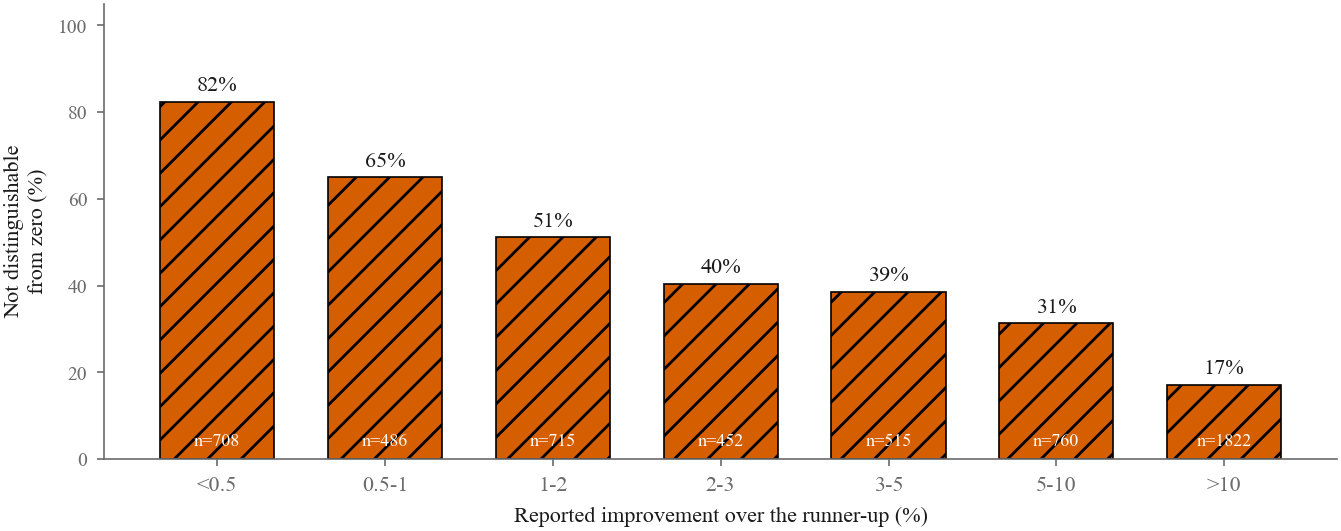 Not distinguishable
from zero (%)
100
80
60
40
20
0
82%
65%
51%
40%
39%
31%
17%
n=708
n=486
n=715
n=452
n=515
n=760
n=1822
<0.5
0.5-1
1-2
2-3
3-5
5-10
>10
Reported improvement over the runner-up (%)